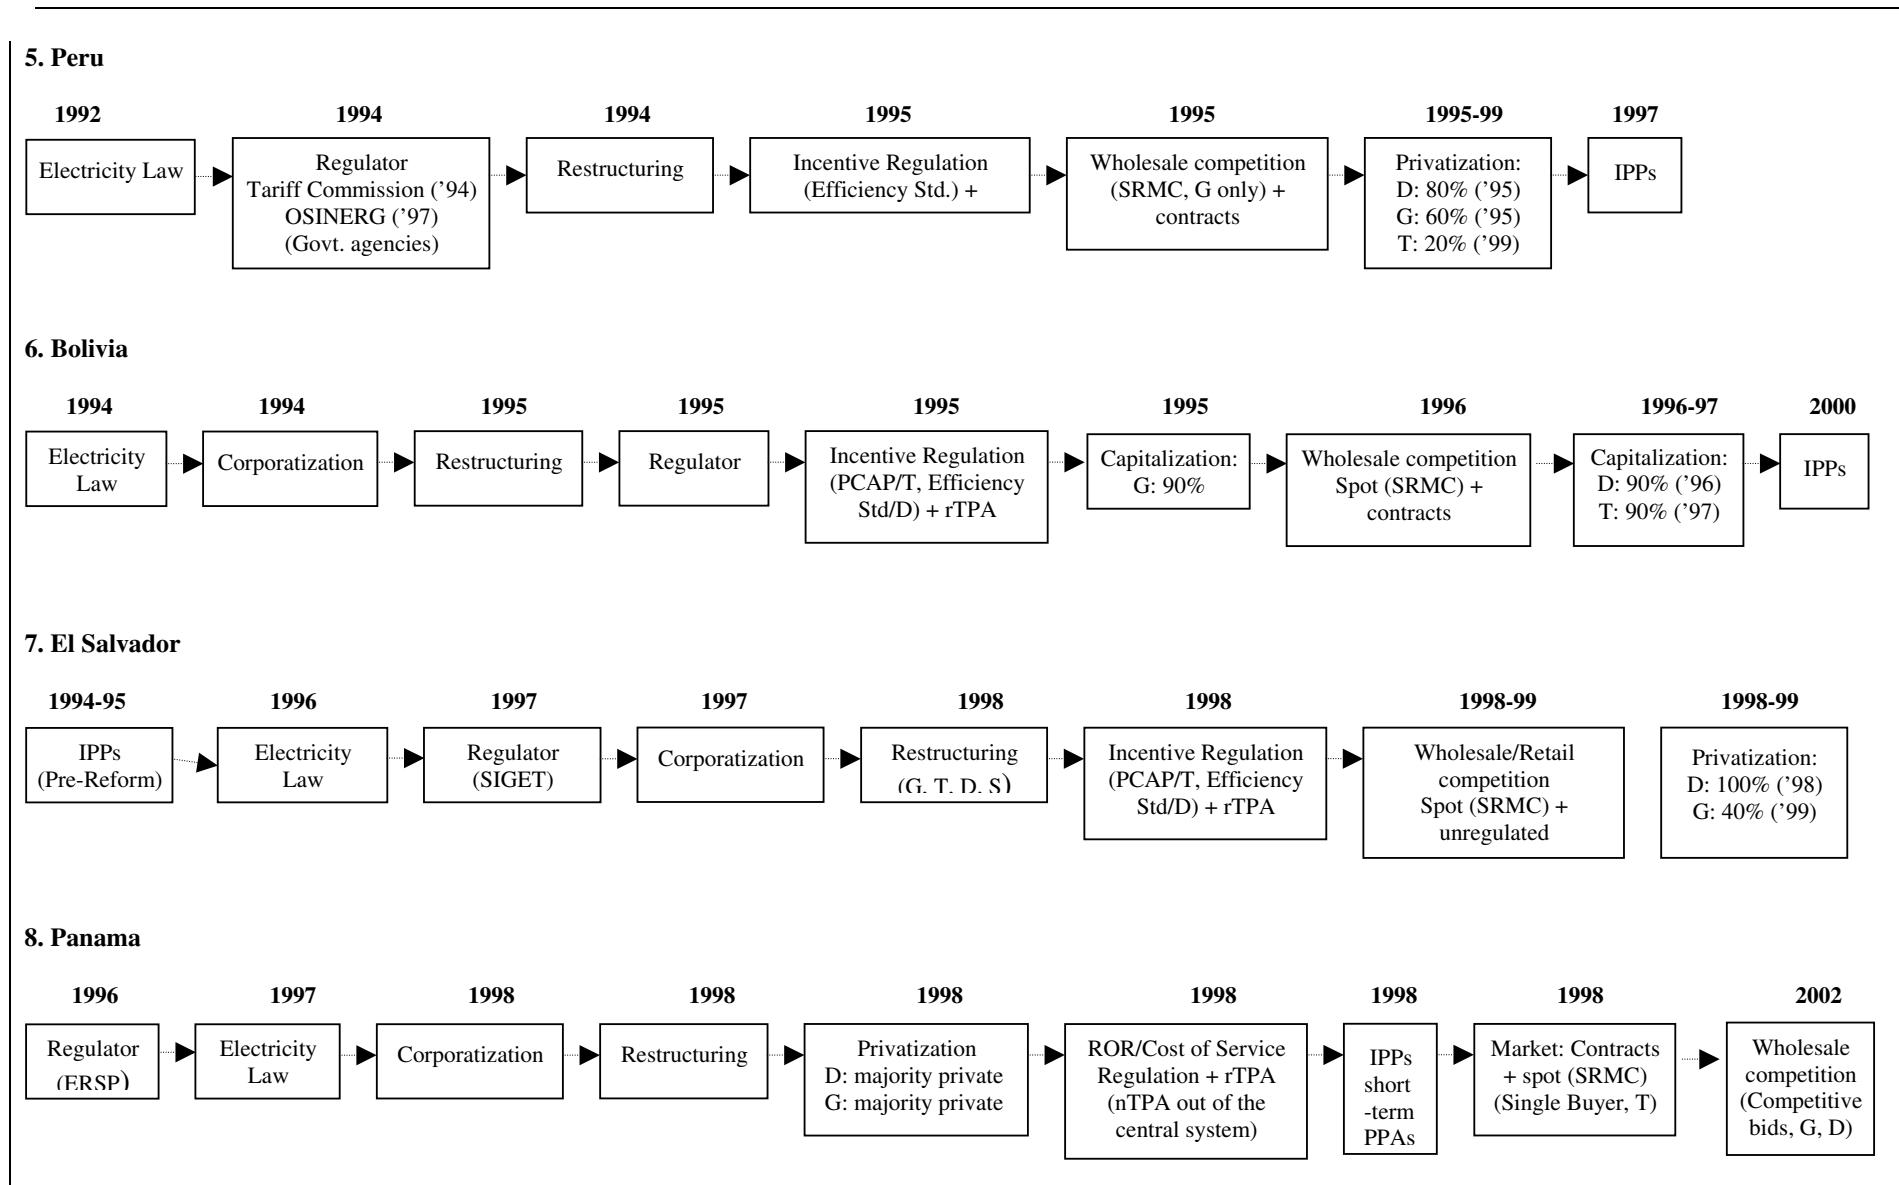 5. Peru
1992
Electricity Law
1994
Regulator
Tariff Commission ('94)
OSINERG ('97)
(Govt. agencies)
1994
Restructuring
1995
Incentive Regulation
(Efficiency Std.) +
1995
Wholesale competition
(SRMC, G only) +
contracts
1995-99
Privatization:
D: 80% ('95)
G: 60% ('95)
T: 20% ('99)
1997
IPPs
6. Bolivia
1994
Electricity
Law
1994
Corporatization
1995
Restructuring
1995
Regulator
1995
Incentive Regulation
(PCAP/T, Efficiency
Std/D) + rTPA
1995
Capitalization:
G: 90%
1996
Wholesale competition
Spot (SRMC) +
contracts
1996-97
Capitalization:
D: 90% ('96)
T: 90% ('97)
2000
IPPs
7. El Salvador
1994-95
IPPs
(Pre-Reform)
1996
Electricity
Law
1997
Regulator
(SIGET)
1997
Corporatization
1998
Restructuring
(G, T, D, S)
1998
Incentive Regulation
(PCAP/T, Efficiency
Std/D) + rTPA
1998-99
Wholesale/Retail
competition
Spot (SRMC) +
unregulated
1998-99
Privatization:
D: 100% ('98)
G: 40% ('99)
8. Panama
1996
Regulator
(ERSP)
1997
Electricity
Law
1998
Corporatization
1998
Restructuring
1998
Privatization
D: majority private
G: majority private
1998
ROR/Cost of Service
Regulation + rTPA
(nTPA out of the
central system)
1998
IPPs
short
-term
PPAs
1998
Market: Contracts
+ spot (SRMC)
(Single Buyer, T)
2002
Wholesale
competition
(Competitive
bids, G, D)